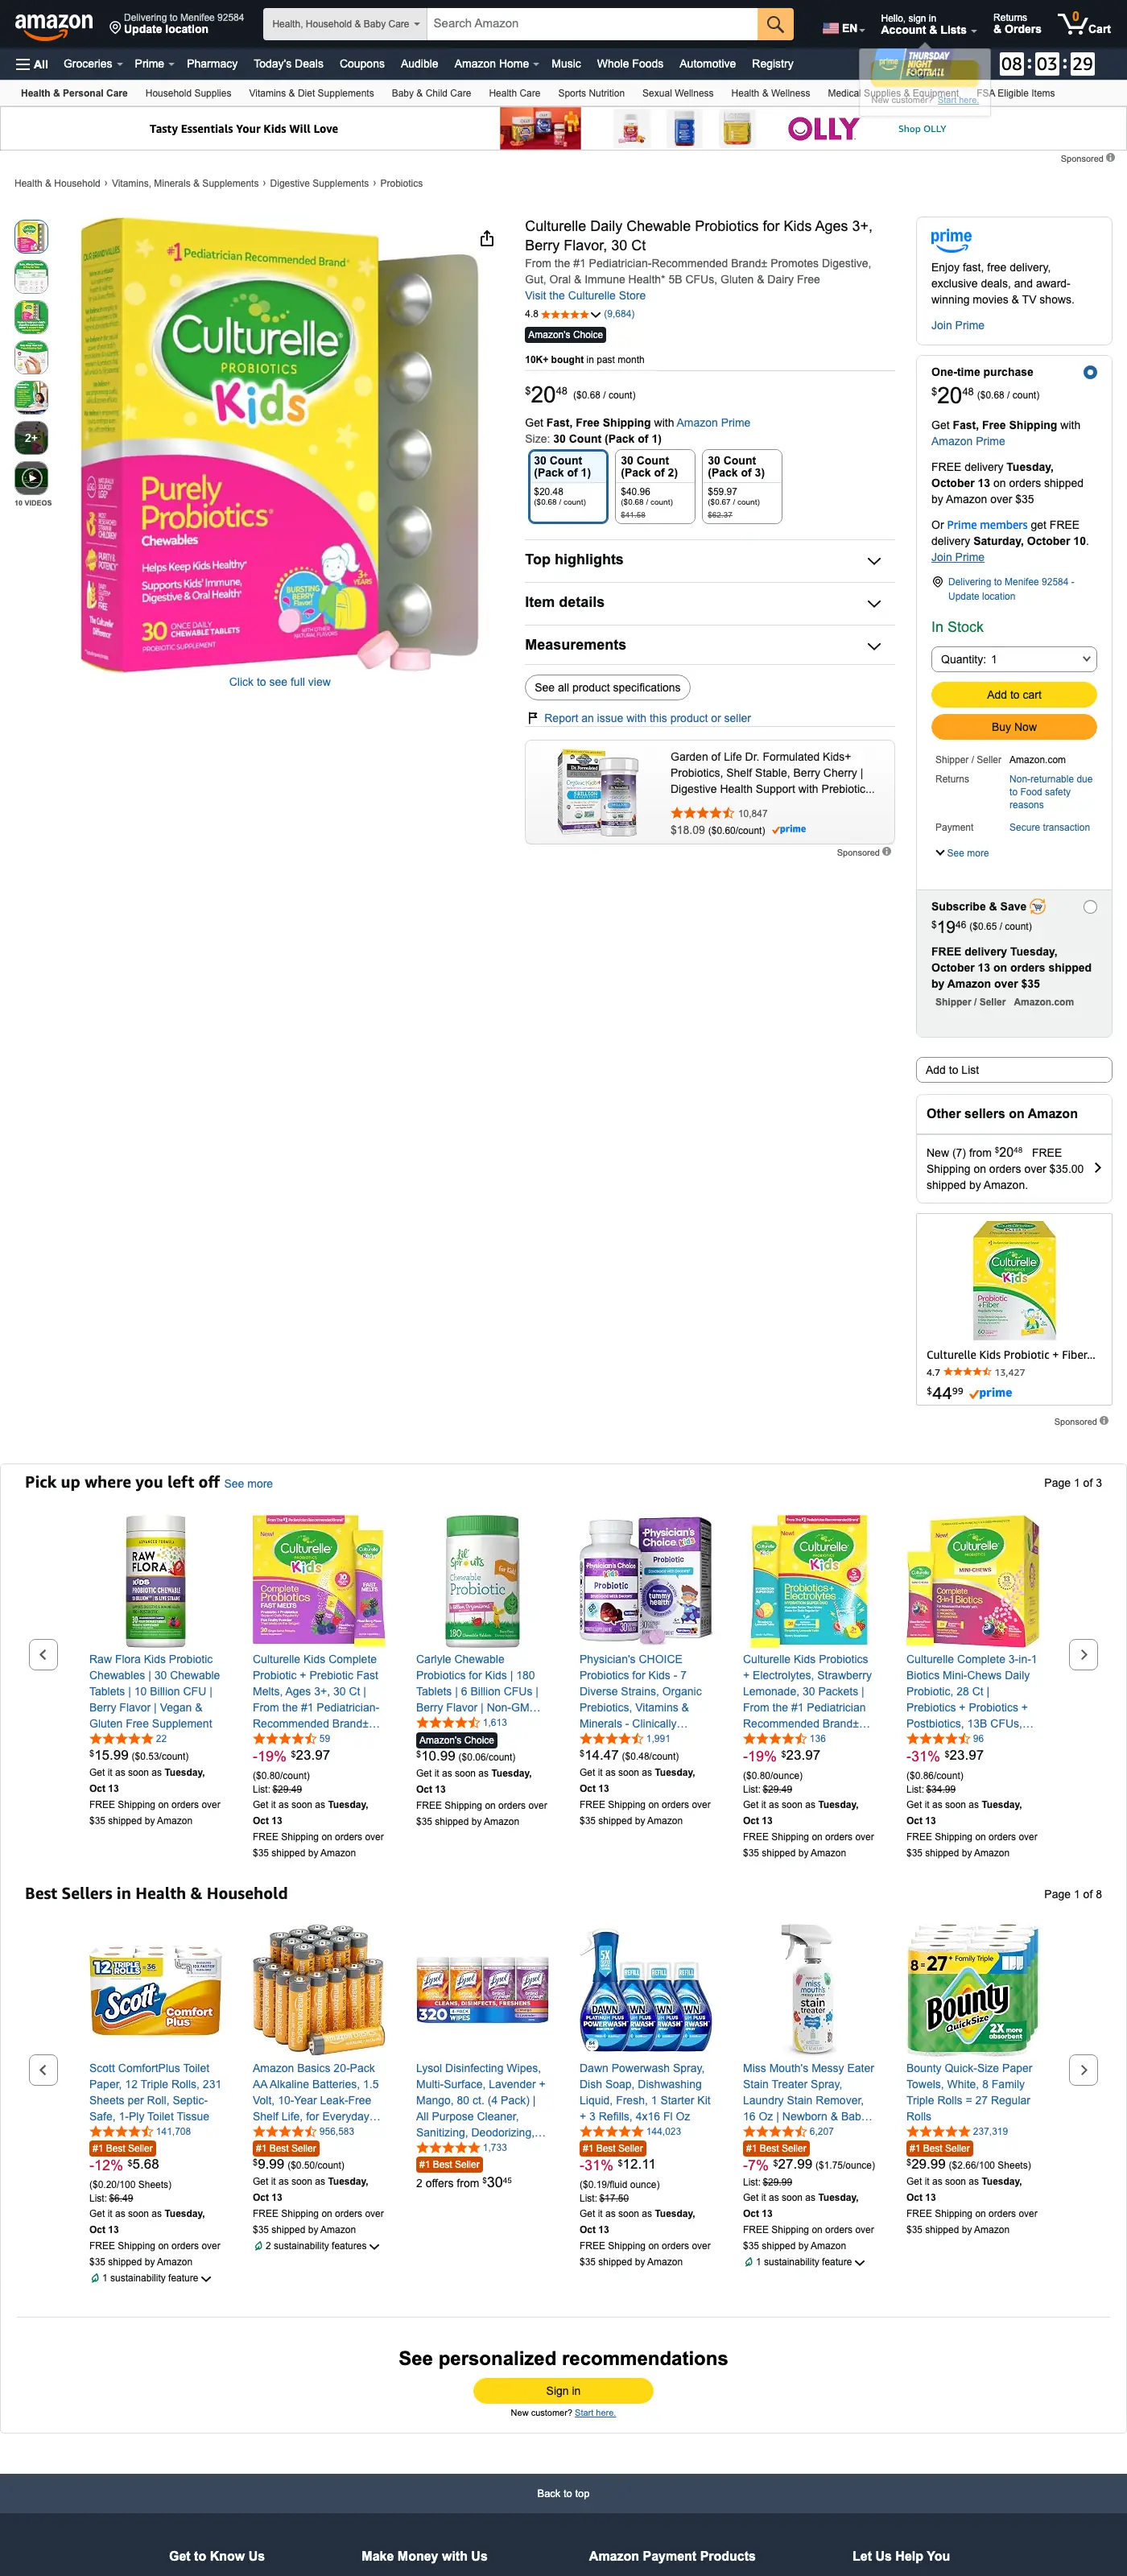 amazon
Delivering to Menifee 92584
Update location
Health, Household & Baby Care
Search Amazon
EN
Hello, sign in
Account & Lists
Returns
& Orders
0
Cart
All
Groceries
Prime
Pharmacy
Today's Deals
Coupons
Audible
Amazon Home
Music
Whole Foods
Automotive
Registry
prime
THURSDAY
NIGHT
FOOTBALL
08:03:29
New customer? Start here.
Health & Personal Care
Household Supplies
Vitamins & Diet Supplements
Baby & Child Care
Health Care
Sports Nutrition
Sexual Wellness
Health & Wellness
Medical Supplies & Equipment
FSA Eligible Items
Tasty Essentials Your Kids Will Love
OLLY
Shop OLLY
Sponsored
Health & Household › Vitamins, Minerals & Supplements › Digestive Supplements › Probiotics
2+
10 VIDEOS
#1 Pediatrician Recommended Brand
Culturelle
PROBIOTICS
Kids
Purely
Probiotics
Chewables
Helps Keep Kids Healthy
Supports Kids' Immune,
Digestive & Oral Health
BURSTING
BERRY
Flavor!
3+
YEARS
WITH OTHER
NATURAL FLAVORS
30 ONCE DAILY
CHEWABLE TABLETS
PROBIOTIC SUPPLEMENT
Click to see full view
Culturelle Daily Chewable Probiotics for Kids Ages 3+,
Berry Flavor, 30 Ct
From the #1 Pediatrician-Recommended Brand± Promotes Digestive,
Gut, Oral & Immune Health* 5B CFUs, Gluten & Dairy Free
Visit the Culturelle Store
4.8 (9,684)
Amazon's Choice
10K+ bought in past month
$20.48 ($0.68 / count)
Get Fast, Free Shipping with Amazon Prime
Size: 30 Count (Pack of 1)
30 Count
(Pack of 1)
$20.48
($0.68 / count)
30 Count
(Pack of 2)
$40.96
($0.68 / count)
$41.58
30 Count
(Pack of 3)
$59.97
($0.67 / count)
$62.37
Top highlights
Item details
Measurements
See all product specifications
Report an issue with this product or seller
Garden of Life Dr. Formulated Kids+
Probiotics, Shelf Stable, Berry Cherry |
Digestive Health Support with Prebiotic...
10,847
$18.09 ($0.60/count) prime
Sponsored
prime
Enjoy fast, free delivery,
exclusive deals, and award-
winning movies & TV shows.
Join Prime
One-time purchase
$20.48 ($0.68 / count)
Get Fast, Free Shipping with
Amazon Prime
FREE delivery Tuesday,
October 13 on orders shipped
by Amazon over $35
Or Prime members get FREE
delivery Saturday, October 10.
Join Prime
Delivering to Menifee 92584 -
Update location
In Stock
Quantity: 1
Add to cart
Buy Now
Shipper / Seller Amazon.com
Returns Non-returnable due
to Food safety
reasons
Payment Secure transaction
See more
Subscribe & Save
$19.46 ($0.65 / count)
FREE delivery Tuesday,
October 13 on orders shipped
by Amazon over $35
Shipper / Seller Amazon.com
Add to List
Other sellers on Amazon
New (7) from $20.48 FREE
Shipping on orders over $35.00
shipped by Amazon.
Culturelle
Kids
Probiotic
+Fiber
Culturelle Kids Probiotic + Fiber...
4.7 13,427
$44.99 prime
Sponsored
Pick up where you left off See more
Page 1 of 3
Raw Flora Kids Probiotic
Chewables | 30 Chewable
Tablets | 10 Billion CFU |
Berry Flavor | Vegan &
Gluten Free Supplement
22
$15.99 ($0.53/count)
Get it as soon as Tuesday,
Oct 13
FREE Shipping on orders over
$35 shipped by Amazon
Culturelle Kids Complete
Probiotic + Prebiotic Fast
Melts, Ages 3+, 30 Ct |
From the #1 Pediatrician-
Recommended Brand±...
59
-19% $23.97
($0.80/count)
List: $29.49
Get it as soon as Tuesday,
Oct 13
FREE Shipping on orders over
$35 shipped by Amazon
Carlyle Chewable
Probiotics for Kids | 180
Tablets | 6 Billion CFUs |
Berry Flavor | Non-GM...
1,613
Amazon's Choice
$10.99 ($0.06/count)
Get it as soon as Tuesday,
Oct 13
FREE Shipping on orders over
$35 shipped by Amazon
Physician's CHOICE
Probiotics for Kids - 7
Diverse Strains, Organic
Prebiotics, Vitamins &
Minerals - Clinically...
1,991
$14.47 ($0.48/count)
Get it as soon as Tuesday,
Oct 13
FREE Shipping on orders over
$35 shipped by Amazon
Culturelle Kids Probiotics
+ Electrolytes, Strawberry
Lemonade, 30 Packets |
From the #1 Pediatrician
Recommended Brand±...
136
-19% $23.97
($0.80/ounce)
List: $29.49
Get it as soon as Tuesday,
Oct 13
FREE Shipping on orders over
$35 shipped by Amazon
Culturelle Complete 3-in-1
Biotics Mini-Chews Daily
Probiotic, 28 Ct |
Prebiotics + Probiotics +
Postbiotics, 13B CFUs,...
96
-31% $23.97
($0.86/count)
List: $34.99
Get it as soon as Tuesday,
Oct 13
FREE Shipping on orders over
$35 shipped by Amazon
Best Sellers in Health & Household
Page 1 of 8
Scott ComfortPlus Toilet
Paper, 12 Triple Rolls, 231
Sheets per Roll, Septic-
Safe, 1-Ply Toilet Tissue
141,708
#1 Best Seller
-12% $5.68
($0.20/100 Sheets)
List: $6.49
Get it as soon as Tuesday,
Oct 13
FREE Shipping on orders over
$35 shipped by Amazon
1 sustainability feature
Amazon Basics 20-Pack
AA Alkaline Batteries, 1.5
Volt, 10-Year Leak-Free
Shelf Life, for Everyday...
956,583
#1 Best Seller
$9.99 ($0.50/count)
Get it as soon as Tuesday,
Oct 13
FREE Shipping on orders over
$35 shipped by Amazon
2 sustainability features
Lysol Disinfecting Wipes,
Multi-Surface, Lavender +
Mango, 80 ct. (4 Pack) |
All Purpose Cleaner,
Sanitizing, Deodorizing,...
1,733
#1 Best Seller
2 offers from $30.45
Dawn Powerwash Spray,
Dish Soap, Dishwashing
Liquid, Fresh, 1 Starter Kit
+ 3 Refills, 4x16 Fl Oz
144,023
#1 Best Seller
-31% $12.11
($0.19/fluid ounce)
List: $17.50
Get it as soon as Tuesday,
Oct 13
FREE Shipping on orders over
$35 shipped by Amazon
Miss Mouth's Messy Eater
Stain Treater Spray,
Laundry Stain Remover,
16 Oz | Newborn & Bab...
6,207
#1 Best Seller
-7% $27.99 ($1.75/ounce)
List: $29.99
Get it as soon as Tuesday,
Oct 13
FREE Shipping on orders over
$35 shipped by Amazon
1 sustainability feature
Bounty Quick-Size Paper
Towels, White, 8 Family
Triple Rolls = 27 Regular
Rolls
237,319
#1 Best Seller
$29.99 ($2.66/100 Sheets)
Get it as soon as Tuesday,
Oct 13
FREE Shipping on orders over
$35 shipped by Amazon
See personalized recommendations
Sign in
New customer? Start here.
Back to top
Get to Know Us
Make Money with Us
Amazon Payment Products
Let Us Help You